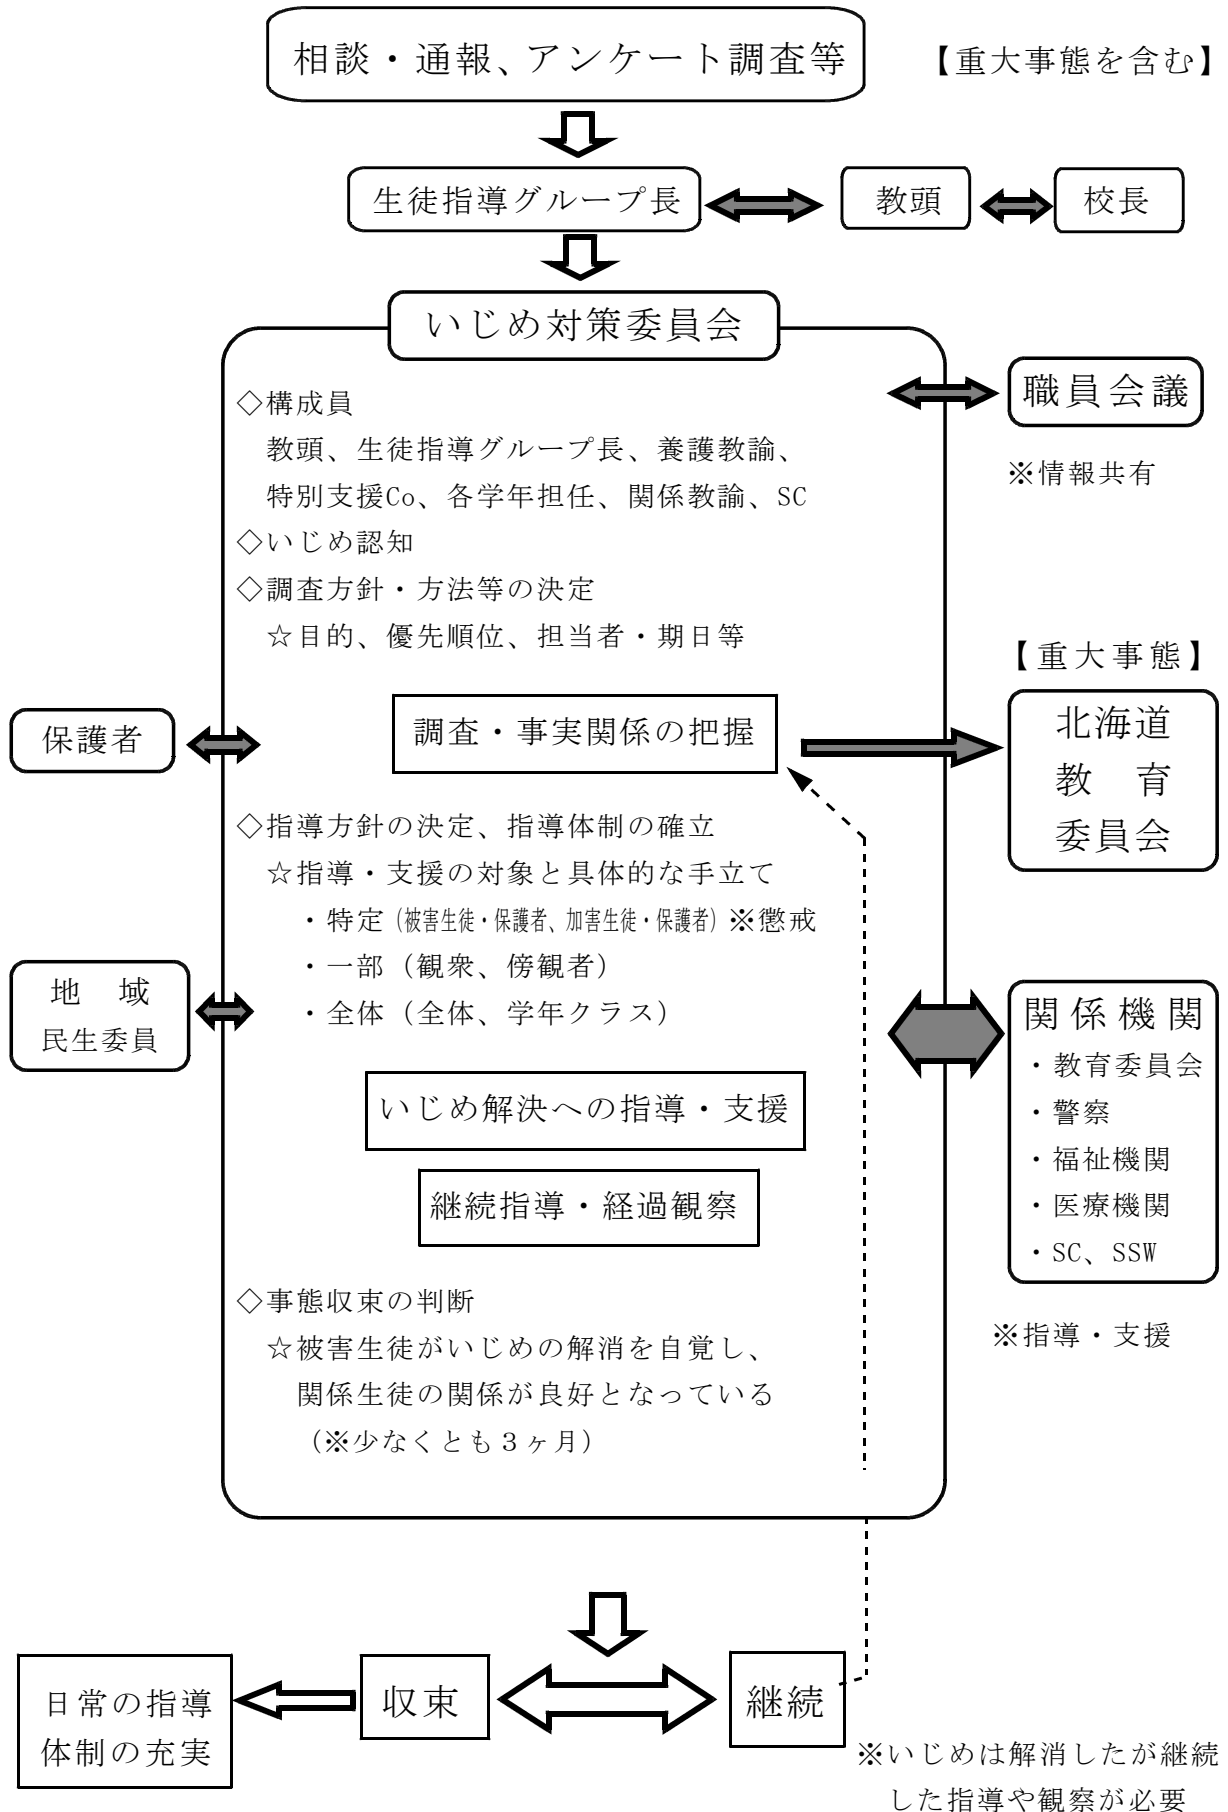 相談・通報、アンケート調査等
【重大事態を含む】
生徒指導グループ長
教頭
校長
いじめ対策委員会
◇構成員
教頭、生徒指導グループ長、養護教諭、
特別支援Co、各学年担任、関係教諭、SC
◇いじめ認知
◇調査方針・方法等の決定
☆目的、優先順位、担当者・期日等
職員会議
※情報共有
【重大事態】
保護者
調査・事実関係の把握
北海道
教 育
委員会
◇指導方針の決定、指導体制の確立
☆指導・支援の対象と具体的な手立て
・特定（被害生徒・保護者、加害生徒・保護者）※懲戒
・一部（観衆、傍観者）
・全体（全体、学年クラス）
地 域
民生委員
関係機関
・教育委員会
・警察
・福祉機関
・医療機関
・SC、SSW
※指導・支援
いじめ解決への指導・支援
継続指導・経過観察
◇事態収束の判断
☆被害生徒がいじめの解消を自覚し、
関係生徒の関係が良好となっている
（※少なくとも３ヶ月）
日常の指導
体制の充実
収束
継続
※いじめは解消したが継続
した指導や観察が必要